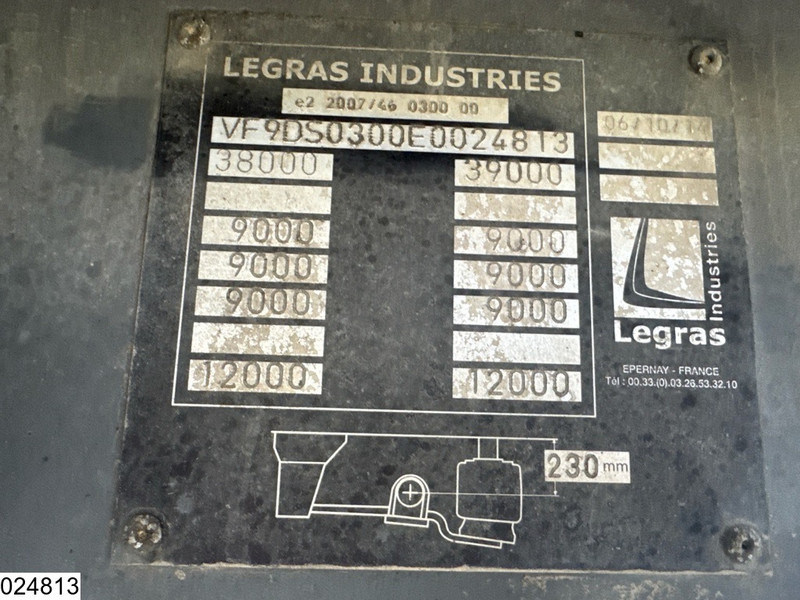 LEGRAS INDUSTRIES
e2 2007/46 0300 00
VF9DS0300E0024813
38000 39000
9000 9000
9000 9000
9000 9000
12000 12000
06/10/14
Industries
Legras
EPERNAY - FRANCE
Tél : 00.33.(0).03.26.53.32.10
230 mm
024813